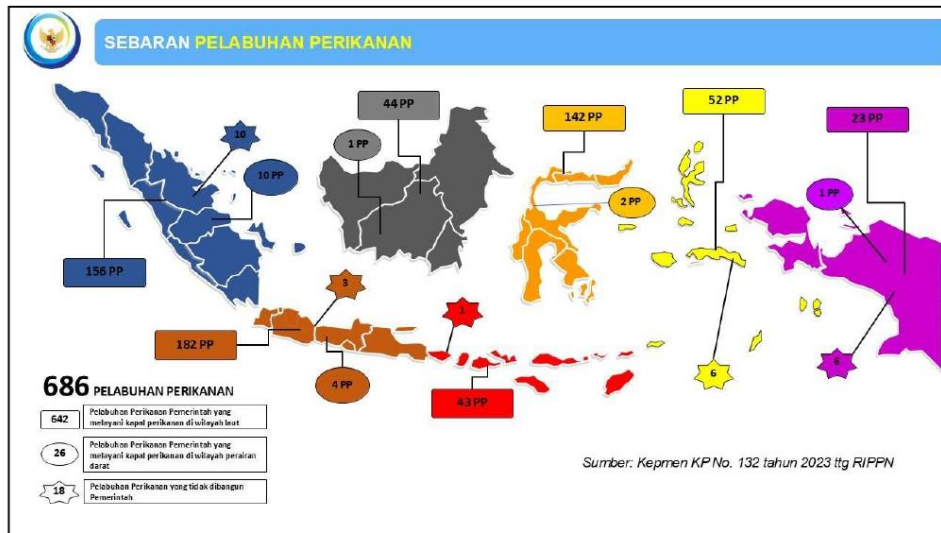 SEBARAN PELABUHAN PERIKANAN
44 PP
52 PP
142 PP
23 PP
10
1 PP
10 PP
1 PP
2 PP
156 PP
3
1
182 PP
4 PP
43 PP
6
6
686 PELABUHAN PERIKANAN
642
Pelabuhan Perikanan Pemerintah yang
melayani kapal perikanan di wilayah laut
26
Pelabuhan Perikanan Pemerintah yang
melayani kapal perikanan di wilayah perairan
darat
18
Pelabuhan Perikanan yang tidak dibangun
Pemerintah
Sumber: Kepmen KP No. 132 tahun 2023 ttg RIPPN